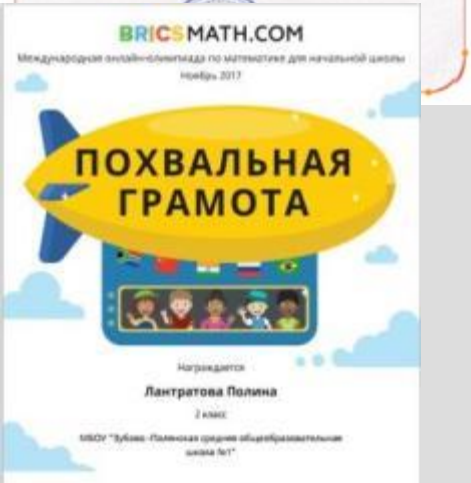 BRICSMATH.COM
Международная онлайн-олимпиада по математике для начальной школы
Ноябрь 2017
ПОХВАЛЬНАЯ
ГРАМОТА
Награждается
Лантратова Полина
2 класс
МБОУ "Зубово -Полянская средняя общеобразовательная
школа №1"